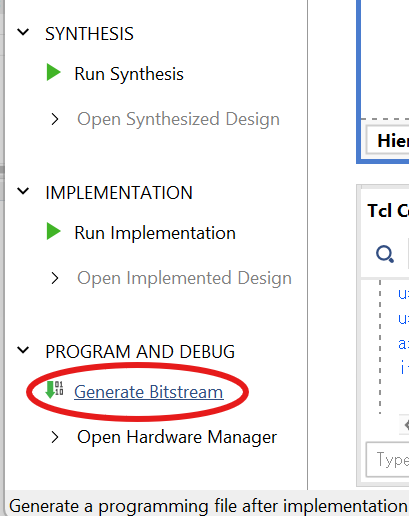 SYNTHESIS
Run Synthesis
Open Synthesized Design
IMPLEMENTATION
Run Implementation
Open Implemented Design
PROGRAM AND DEBUG
Generate Bitstream
Open Hardware Manager
Generate a programming file after implementation
Hier
Tcl C
u
u
a
i
Type